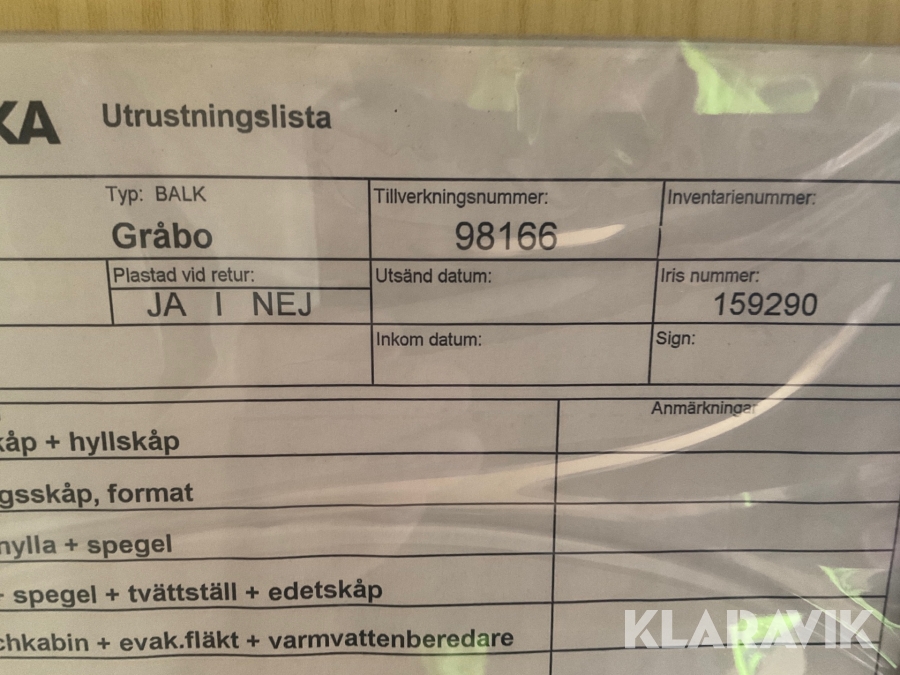 KA Utrustningslista
Typ: BALK Tillverkningsnummer: Inventarienummer:
Gråbo 98166
Plastad vid retur: Utsänd datum: Iris nummer:
JA I NEJ 159290
Inkom datum: Sign:
Anmärkningar
kåp + hyllskåp
gsskåp, format
hylla + spegel
+ spegel + tvättställ + edetskåp
chkabin + evak.fläkt + varmvattenberedare
KLARAVIK